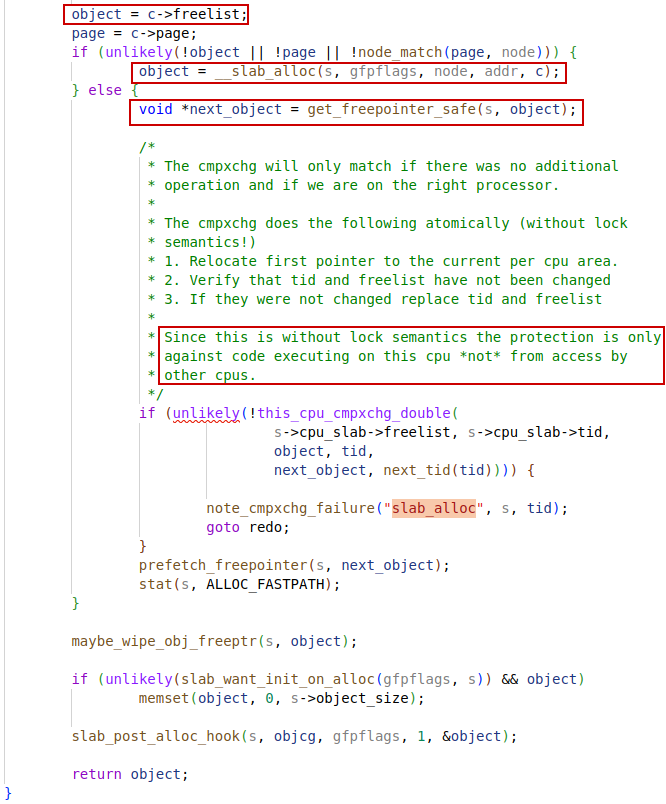 object = c->freelist;
page = c->page;
if (unlikely(!object || !page || !node_match(page, node))) {
object = __slab_alloc(s, gfpflags, node, addr, c);
} else {
void *next_object = get_freepointer_safe(s, object);
/*
* The cmpxchg will only match if there was no additional
* operation and if we are on the right processor.
*
* The cmpxchg does the following atomically (without lock
* semantics!)
* 1. Relocate first pointer to the current per cpu area.
* 2. Verify that tid and freelist have not been changed
* 3. If they were not changed replace tid and freelist
*
* Since this is without lock semantics the protection is only
* against code executing on this cpu *not* from access by
* other cpus.
*/
if (unlikely(!this_cpu_cmpxchg_double(
s->cpu_slab->freelist, s->cpu_slab->tid,
object, tid,
next_object, next_tid(tid)))) {
note_cmpxchg_failure("slab_alloc", s, tid);
goto redo;
}
prefetch_freepointer(s, next_object);
stat(s, ALLOC_FASTPATH);
}
maybe_wipe_obj_freeptr(s, object);
if (unlikely(slab_want_init_on_alloc(gfpflags, s)) && object)
memset(object, 0, s->object_size);
slab_post_alloc_hook(s, objcg, gfpflags, 1, &object);
return object;
}